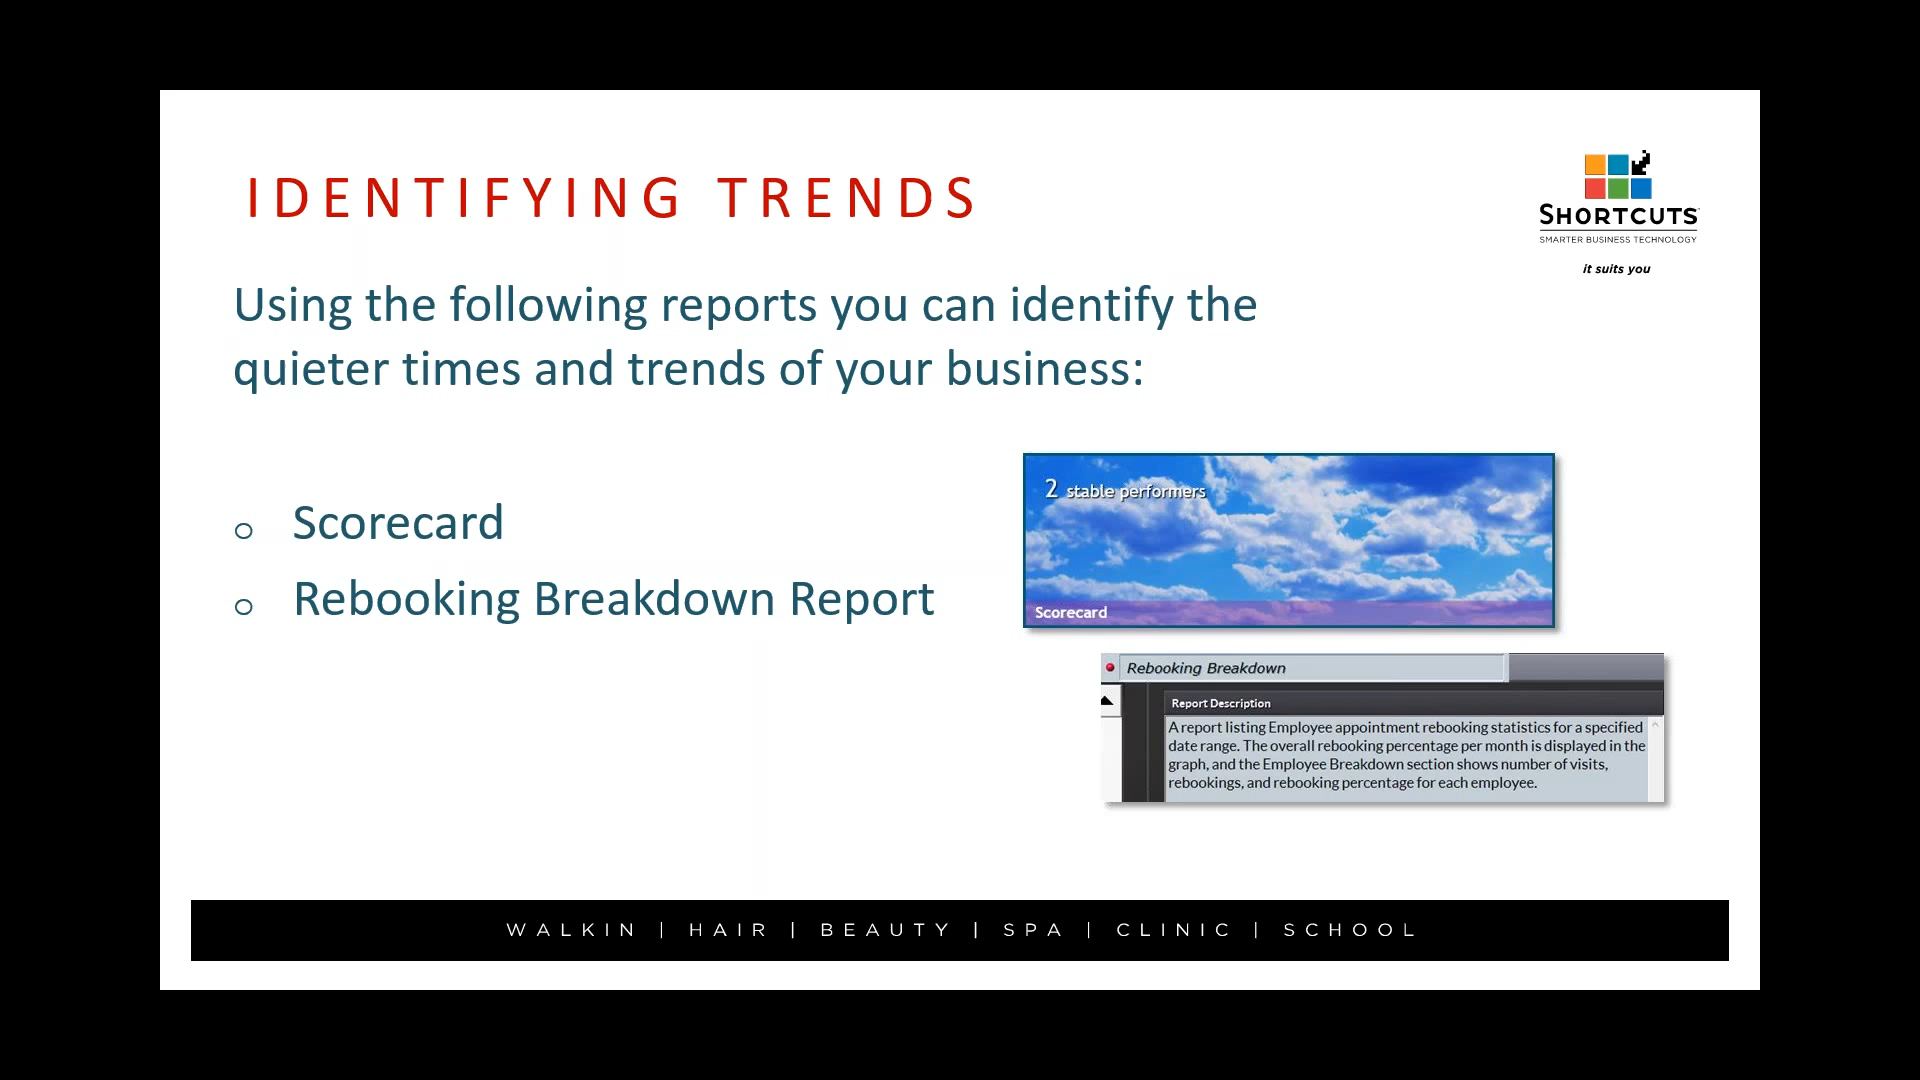 IDENTIFYING TRENDS
SHORTCUTS
SMARTER BUSINESS TECHNOLOGY
it suits you
Using the following reports you can identify the
quieter times and trends of your business:
o Scorecard
o Rebooking Breakdown Report
2 stable performers
Scorecard
Rebooking Breakdown
Report Description
A report listing Employee appointment rebooking statistics for a specified
date range. The overall rebooking percentage per month is displayed in the
graph, and the Employee Breakdown section shows number of visits,
rebookings, and rebooking percentage for each employee.
WALKIN | HAIR | BEAUTY | SPA | CLINIC | SCHOOL